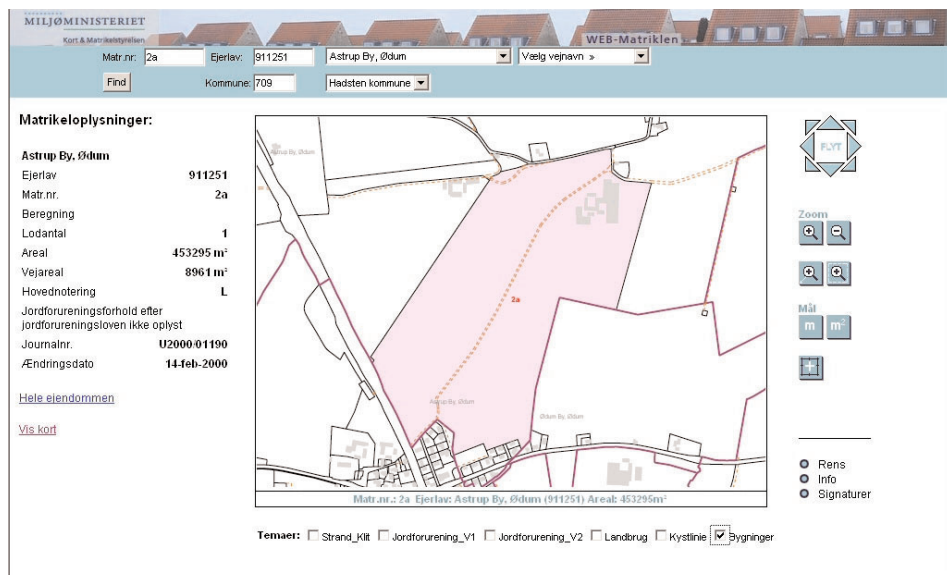 MILJØMINISTERIET
Kort & Matrikelstyrelsen
WEB-Matriklen
Matr.nr: 2a Ejerlav: 911251 Astrup By, Ødum Vælg vejnavn »
Find Kommune: 709 Hadsten kommune
Matrikeloplysninger:
Astrup By, Ødum
Ejerlav 911251
Matr.nr. 2a
Beregning
Lodantal 1
Areal 453295 m²
Vejareal 8961 m²
Hovednotering L
Jordforureningsforhold efter
jordforureningsloven ikke oplyst
Journalnr. U2000/01190
Ændringsdato 14-feb-2000
Hele ejendommen
Vis kort
Astrup By, Ødum
2a
Astrup By, Ødum
Ødum By, Ødum
Matr.nr.: 2a Ejerlav: Astrup By, Ødum (911251) Areal: 453295m²
Temaer: Strand_Klit Jordforurening_V1 Jordforurening_V2 Landbrug Kystlinie Bygninger
FLYT
Zoom
Mål
m m²
Rens
Info
Signaturer